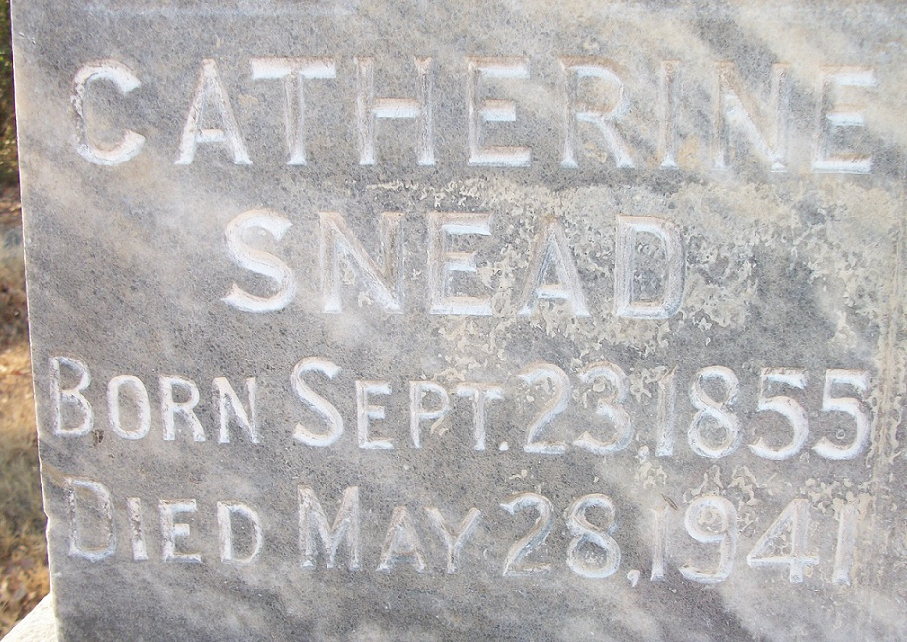 CATHERINE
SNEAD
BORN SEPT. 23, 1855
DIED MAY 28, 1941